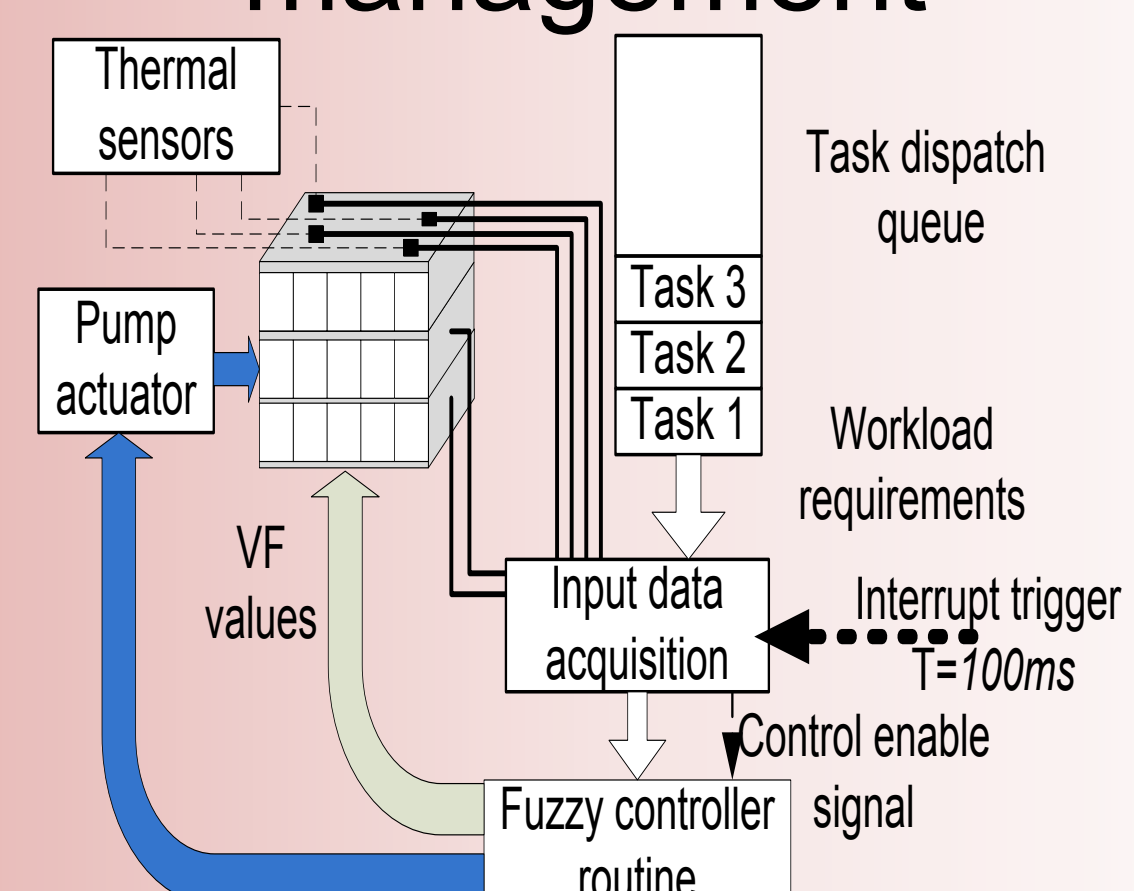 management
Thermal
sensors
Task dispatch
queue
Task 3
Task 2
Task 1
Pump
actuator
Workload
requirements
VF
values
Input data
acquisition
Interrupt trigger
T=100ms
Control enable
signal
Fuzzy controller
routine